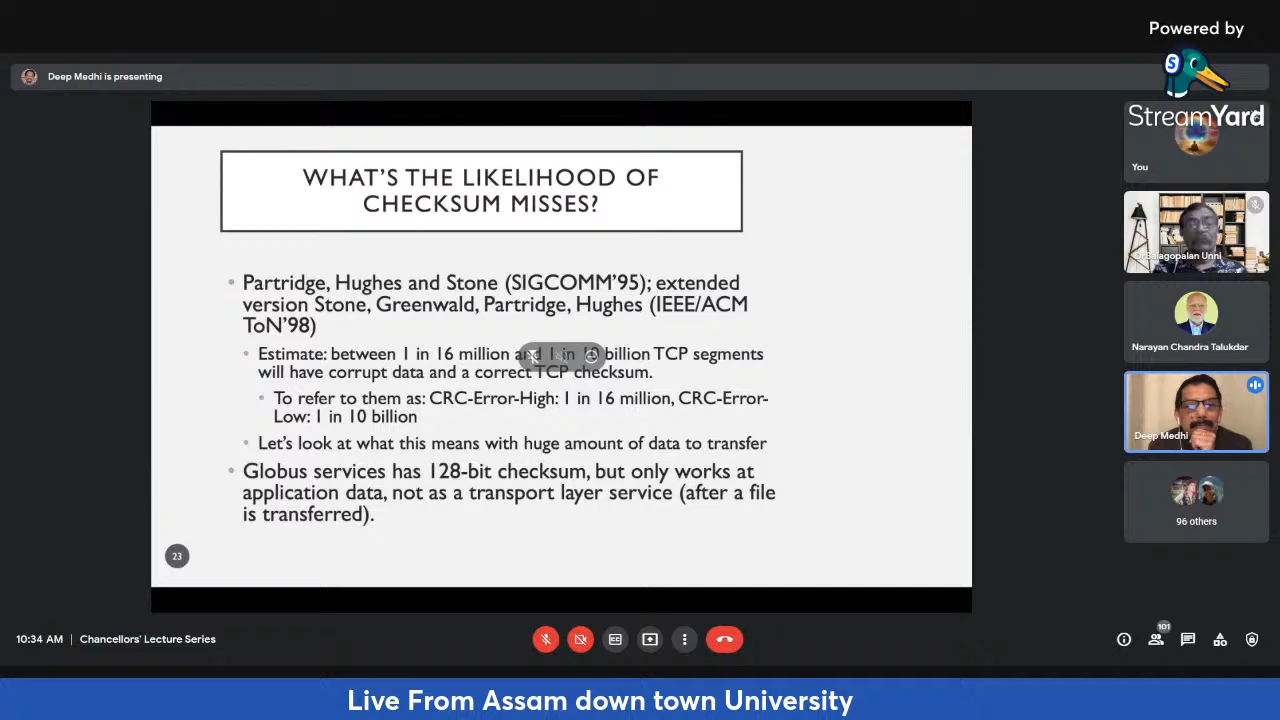 Powered by
StreamYard
Deep Medhi is presenting
WHAT'S THE LIKELIHOOD OF
CHECKSUM MISSES?
• Partridge, Hughes and Stone (SIGCOMM'95); extended
version Stone, Greenwald, Partridge, Hughes (IEEE/ACM
ToN'98)
• Estimate: between 1 in 16 million and 1 in 10 billion TCP segments
will have corrupt data and a correct TCP checksum.
• To refer to them as: CRC-Error-High: 1 in 16 million, CRC-Error-
Low: 1 in 10 billion
• Let's look at what this means with huge amount of data to transfer
• Globus services has 128-bit checksum, but only works at
application data, not as a transport layer service (after a file
is transferred).
23
You
Balagopalan Unni
Narayan Chandra Talukdar
Deep Medhi
96 others
10:34 AM | Chancellors' Lecture Series
101
Live From Assam down town University